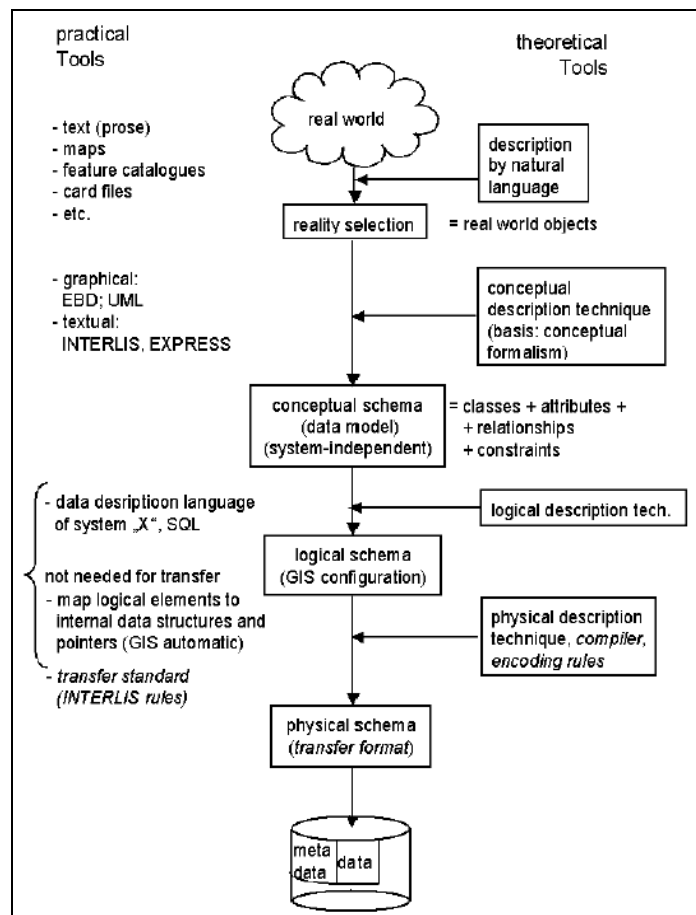 practical
Tools
theoretical
Tools
real world
- text (prose)
- maps
- feature catalogues
- card files
- etc.
description
by natural
language
reality selection
= real world objects
- graphical:
EBD; UML
- textual:
INTERLIS, EXPRESS
conceptual
description technique
(basis: conceptual
formalism)
conceptual schema
(data model)
(system-independent)
= classes + attributes +
+ relationships
+ constraints
- data desriptioon language
of system „X“, SQL
logical description tech.
logical schema
(GIS configuration)
not needed for transfer
- map logical elements to
internal data structures and
pointers (GIS automatic)
physical description
technique, compiler,
encoding rules
- transfer standard
(INTERLIS rules)
physical schema
(transfer format)
meta
data
data